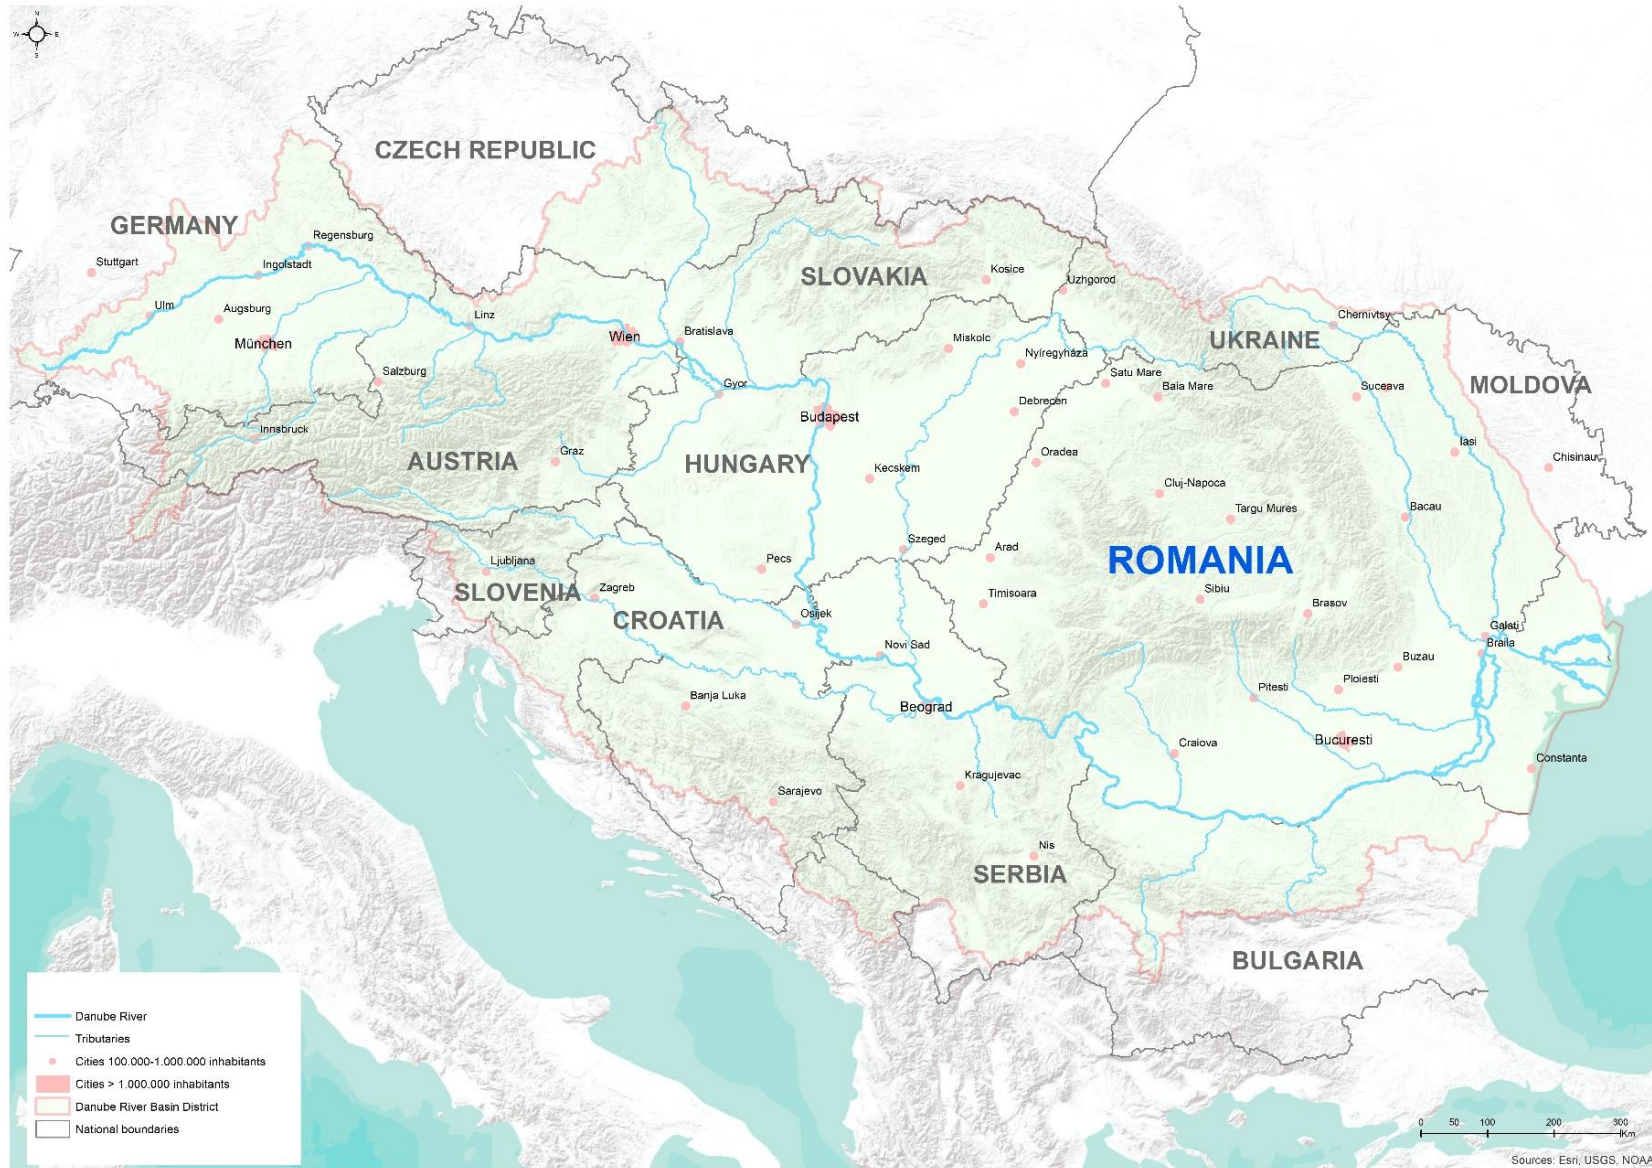 N
W
E
S
CZECH REPUBLIC
GERMANY
Regensburg
Stuttgart
Ingolstadt
SLOVAKIA
Kosice
Uzhgorod
Ulm
Augsburg
Linz
Wien
Bratislava
Chernivtsy
München
Miskolc
UKRAINE
Nyíregyháza
Salzburg
Gyor
Satu Mare
Baia Mare
Suceava
MOLDOVA
Budapest
Debrecen
Innsbruck
Iasi
AUSTRIA
Graz
HUNGARY
Kecskem
Oradea
Chisinau
Cluj-Napoca
Targu Mures
Bacau
Szeged
Arad
Ljubljana
Pecs
ROMANIA
SLOVENIA
Zagreb
Timisoara
Sibiu
Brasov
CROATIA
Osijek
Galati
Novi Sad
Braila
Buzau
Banja Luka
Beograd
Pitesti
Ploiesti
Craiova
Bucuresti
Constanta
Kragujevac
Sarajevo
Nis
SERBIA
BULGARIA
Danube River
Tributaries
Cities 100.000-1.000.000 inhabitants
Cities > 1.000.000 inhabitants
Danube River Basin District
National boundaries
0 50 100 200 300
Km
Sources: Esri, USGS, NOAA